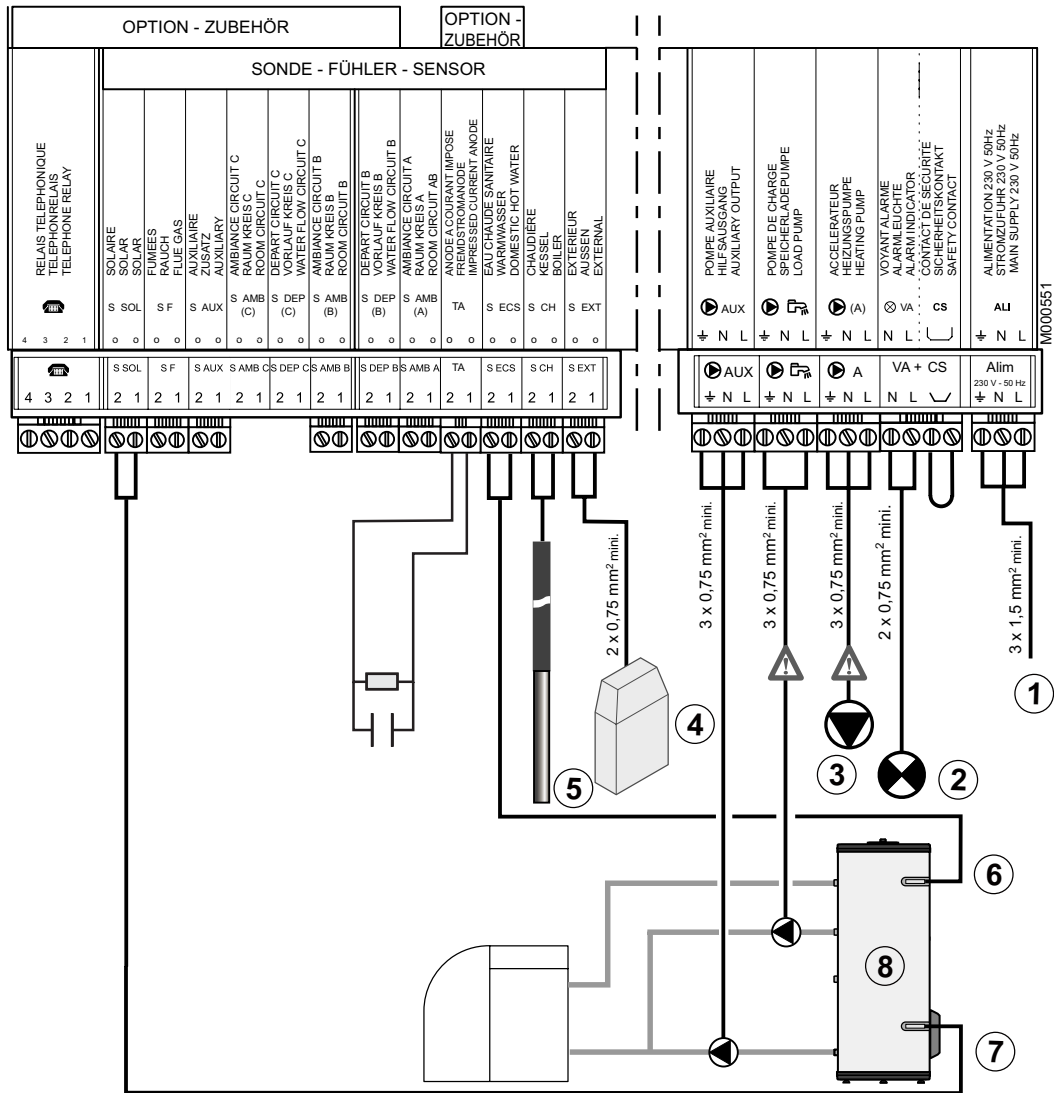 OPTION - ZUBEHÖR
OPTION -
ZUBEHÖR
SONDE - FÜHLER - SENSOR
RELAIS TELEPHONIQUE
TELEPHONRELAIS
TELEPHONE RELAY
SOLAIRE
SOLAR
SOLAR
FUMEES
RAUCH
FLUE GAS
AUXILIAIRE
ZUSATZ
AUXILIARY
AMBIANCE CIRCUIT C
RAUM KREIS C
ROOM CIRCUIT C
DEPART CIRCUIT C
VORLAUF KREIS C
WATER FLOW CIRCUIT C
AMBIANCE CIRCUIT B
RAUM KREIS B
ROOM CIRCUIT B
DEPART CIRCUIT B
VORLAUF KREIS B
WATER FLOW CIRCUIT B
AMBIANCE CIRCUIT A
RAUM KREIS A
ROOM CIRCUIT AB
ANODE A COURANT IMPOSE
FREMDSTROMANODE
IMPRESSED CURRENT ANODE
EAU CHAUDE SANITAIRE
WARMWASSER
DOMESTIC HOT WATER
CHAUDIÈRE
KESSEL
BOILER
EXTERIEUR
AUSSEN
EXTERNAL
POMPE AUXILIAIRE
HILFSAUSGANG
AUXILIARY OUTPUT
POMPE DE CHARGE
SPEICHERLADEPUMPE
LOAD PUMP
ACCELERATEUR
HEIZUNGSPUMPE
HEATING PUMP
VOYANT ALARME
ALARMLEUCHTE
ALARM INDICATOR
CONTACT DE SECURITE
SICHERHEITSKONTAKT
SAFETY CONTACT
ALIMENTATION 230 V 50Hz
STROMZUFUHR 230 V 50Hz
MAIN SUPPLY 230 V 50Hz
M000551
S SOL S F S AUX S AMB (C) S DEP (C) S AMB (B) S DEP (B) S AMB (A) TA S ECS S CH S EXT
AUX (A) VA CS ALI
4 3 2 1
N L N L N L N L N L
S SOL S F S AUX S AMB C S DEP C S AMB B S DEP B S AMB A TA S ECS S CH S EXT
AUX A VA + CS Alim
230 V - 50 Hz
4 3 2 1 2 1 2 1 2 1 2 1 2 1 2 1 2 1 2 1 2 1 2 1 2 1 2 1
N L N L N L N L N L
2 x 0,75 mm² mini.
3 x 0,75 mm² mini.
3 x 0,75 mm² mini.
3 x 0,75 mm² mini.
2 x 0,75 mm² mini.
3 x 1,5 mm² mini.
1
4
3
2
5
6
8
7